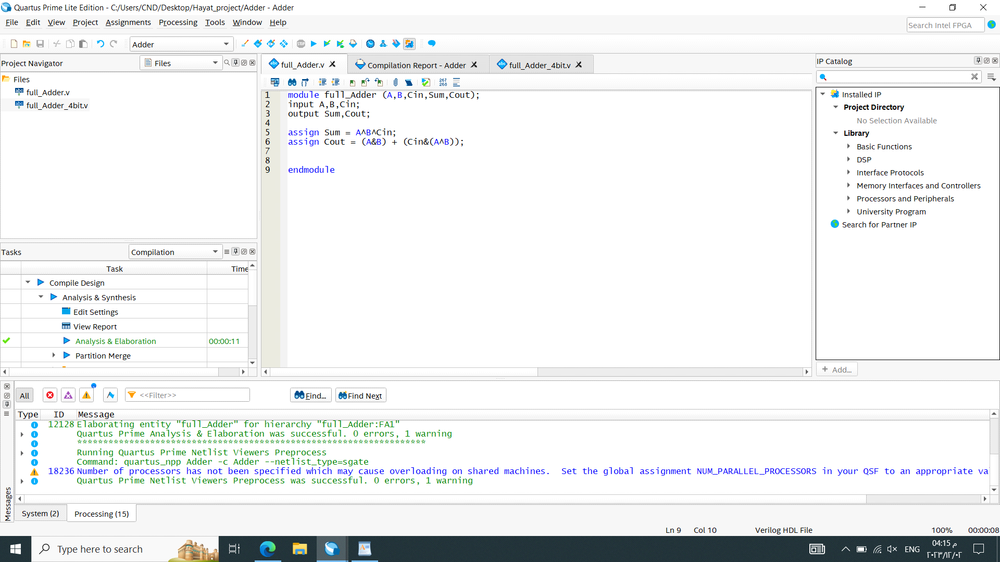 Quartus Prime Lite Edition - C:/Users/CND/Desktop/Hayat_project/Adder - Adder
File Edit View Project Assignments Processing Tools Window Help
Search Intel FPGA
Adder
STOP
Project Navigator
Files
Files
full_Adder.v
full_Adder_4bit.v
Tasks
Compilation
Task Time
Compile Design
Analysis & Synthesis
Edit Settings
View Report
Analysis & Elaboration 00:00:11
Partition Merge
full_Adder.v
Compilation Report - Adder
full_Adder_4bit.v
267
268
1 module full_Adder (A,B,Cin,Sum,Cout);
2 input A,B,Cin;
3 output Sum,Cout;
4
5 assign Sum = A^B^Cin;
6 assign Cout = (A&B) + (Cin&(A^B));
7
8
9 endmodule
IP Catalog
Installed IP
Project Directory
No Selection Available
Library
Basic Functions
DSP
Interface Protocols
Memory Interfaces and Controllers
Processors and Peripherals
University Program
Search for Partner IP
+ Add...
All
<<Filter>>
Find...
Find Next
Type ID Message
12128 Elaborating entity "full_Adder" for hierarchy "full_Adder:FA1"
Quartus Prime Analysis & Elaboration was successful. 0 errors, 1 warning
*******************************************************************
Running Quartus Prime Netlist Viewers Preprocess
Command: quartus_npp Adder -c Adder --netlist_type=sgate
18236 Number of processors has not been specified which may cause overloading on shared machines.  Set the global assignment NUM_PARALLEL_PROCESSORS in your QSF to an appropriate va
Quartus Prime Netlist Viewers Preprocess was successful. 0 errors, 1 warning
Messages
System (2)
Processing (15)
Ln 9 Col 10 Verilog HDL File 100% 00:00:08
Type here to search
ENG
04:15 م
٢٠٢٣/١٢/٠٢